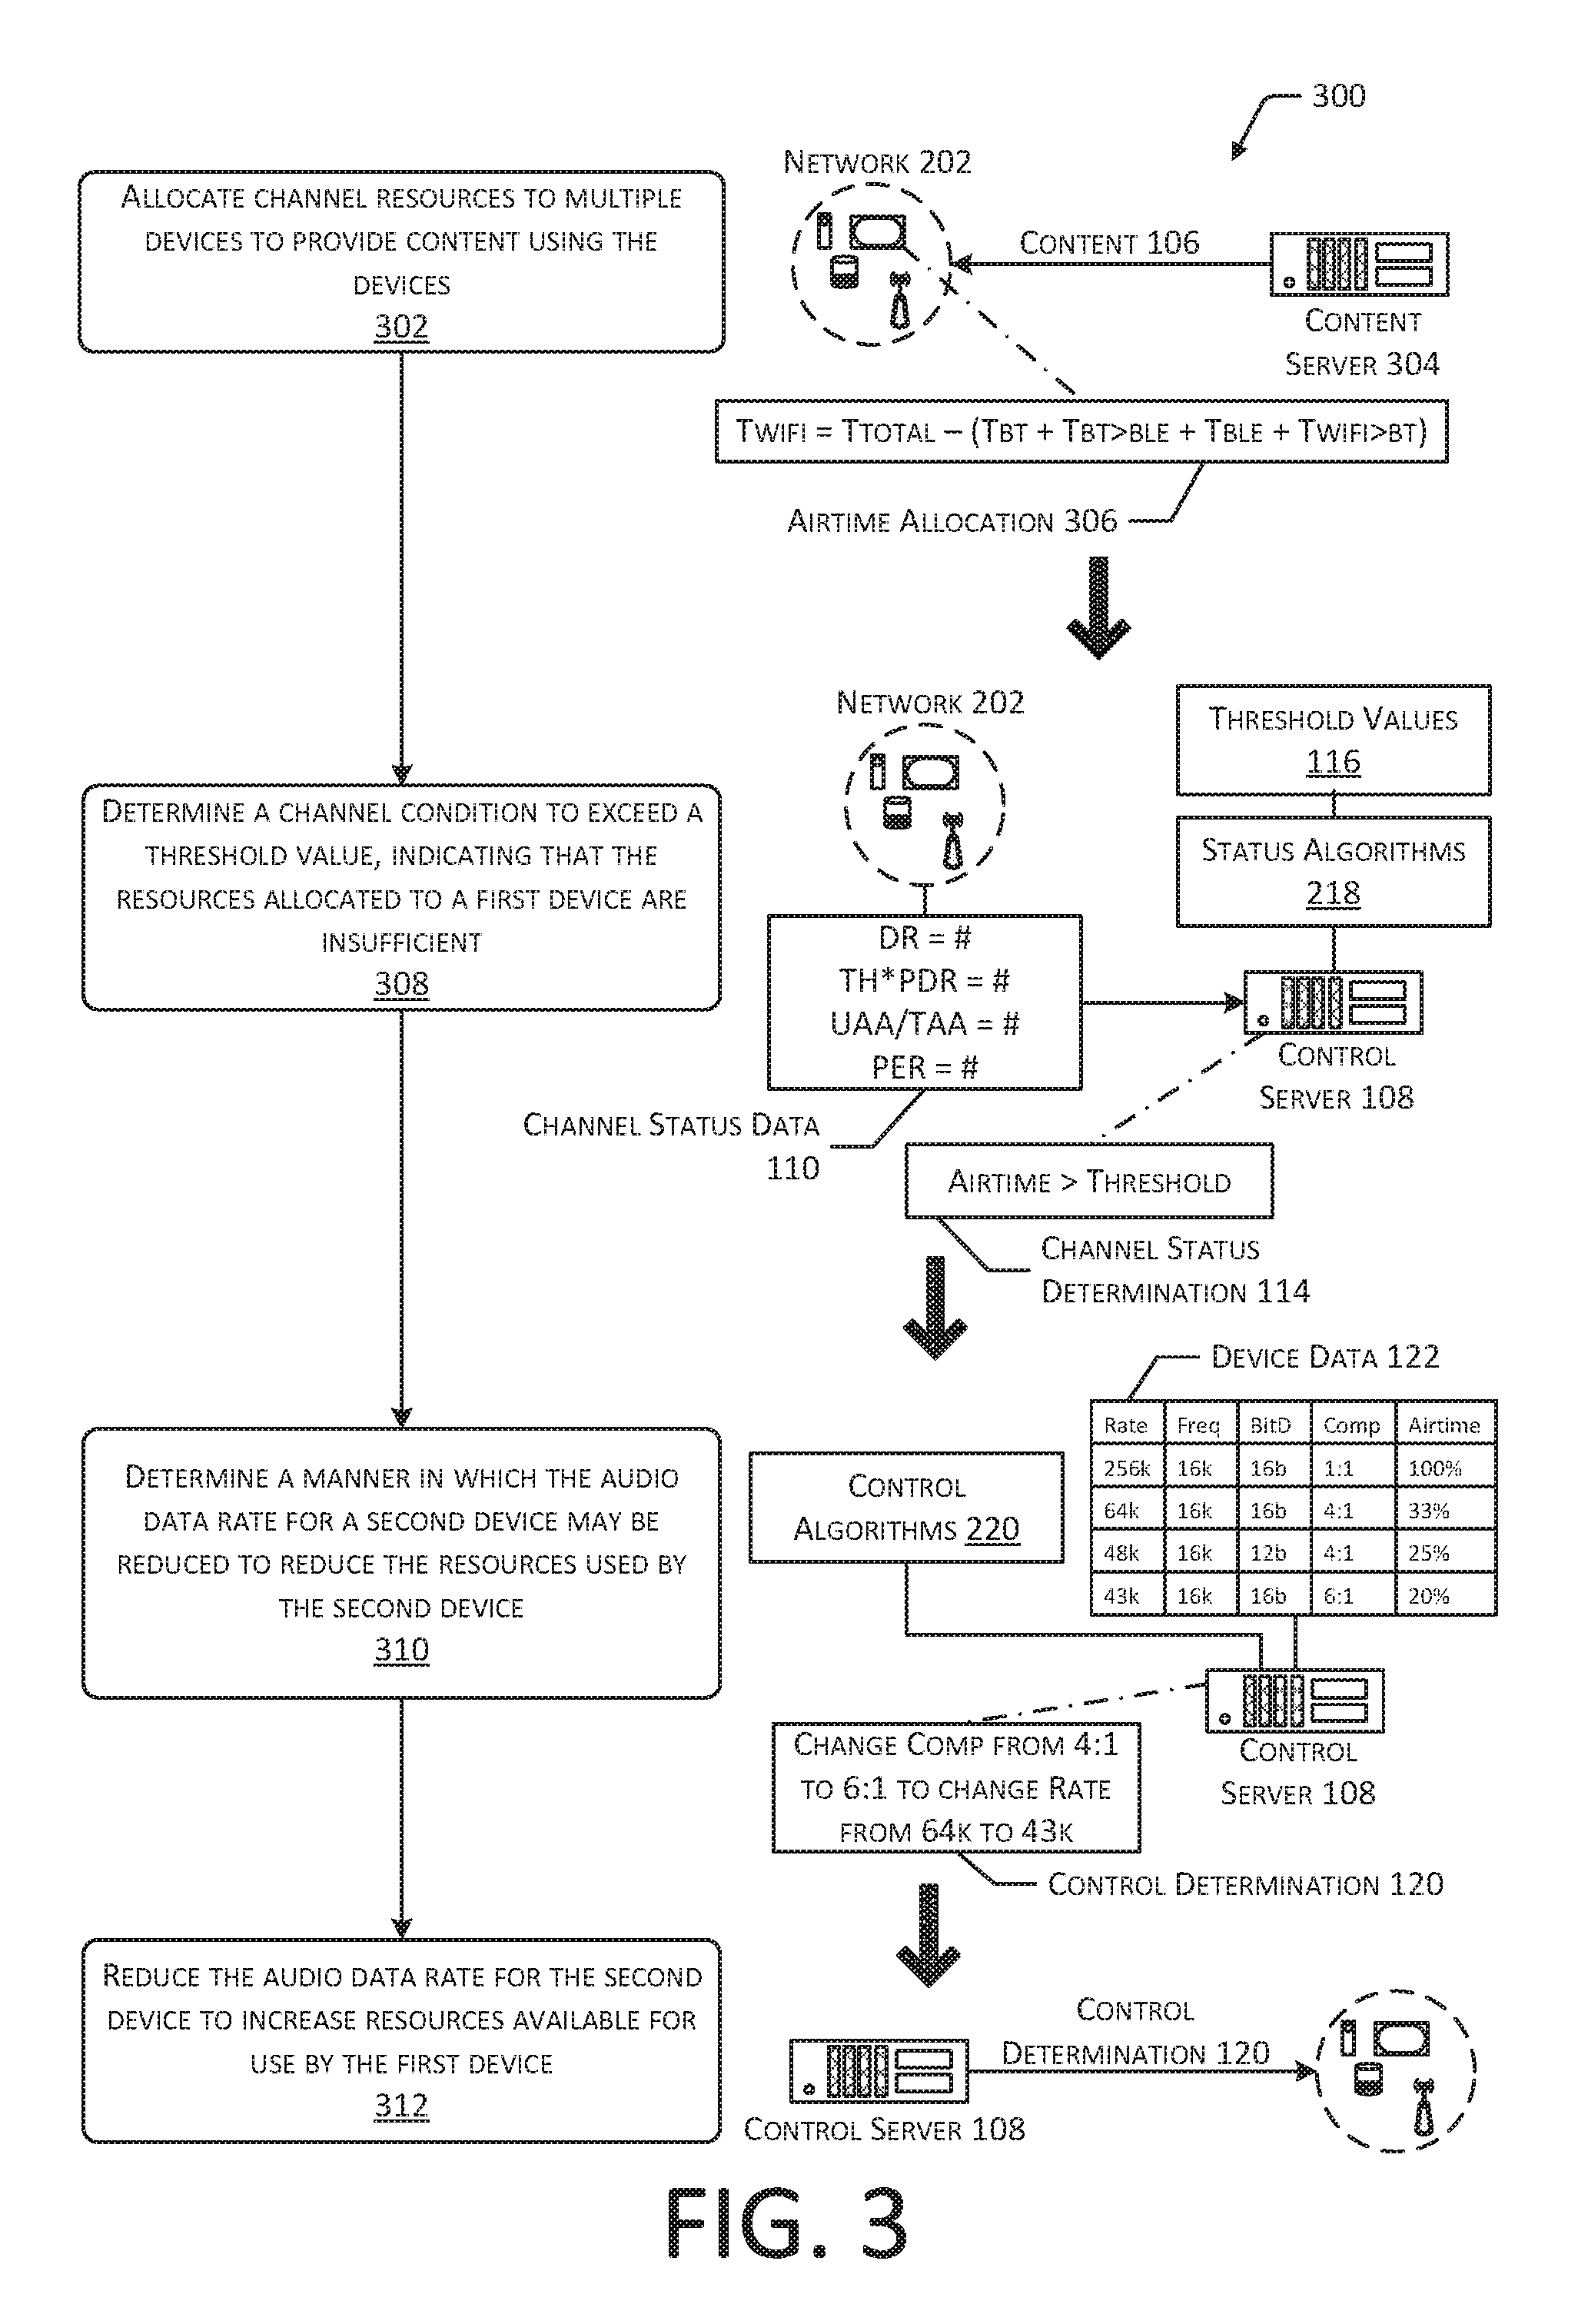 300
NETWORK 202
ALLOCATE CHANNEL RESOURCES TO MULTIPLE
DEVICES TO PROVIDE CONTENT USING THE
DEVICES
302
CONTENT 106
CONTENT
SERVER 304
TWIFI = TTOTAL – (TBT + TBT>BLE + TBLE + TWIFI>BT)
AIRTIME ALLOCATION 306
NETWORK 202
THRESHOLD VALUES
116
STATUS ALGORITHMS
218
DETERMINE A CHANNEL CONDITION TO EXCEED A
THRESHOLD VALUE, INDICATING THAT THE
RESOURCES ALLOCATED TO A FIRST DEVICE ARE
INSUFFICIENT
308
DR = #
TH*PDR = #
UAA/TAA = #
PER = #
CONTROL
SERVER 108
CHANNEL STATUS DATA
110
AIRTIME > THRESHOLD
CHANNEL STATUS
DETERMINATION 114
DEVICE DATA 122
Rate Freq BitD Comp Airtime
256k 16k 16b 1:1 100%
64k 16k 16b 4:1 33%
48k 16k 12b 4:1 25%
43k 16k 16b 6:1 20%
CONTROL
ALGORITHMS 220
DETERMINE A MANNER IN WHICH THE AUDIO
DATA RATE FOR A SECOND DEVICE MAY BE
REDUCED TO REDUCE THE RESOURCES USED BY
THE SECOND DEVICE
310
CONTROL
SERVER 108
CHANGE COMP FROM 4:1
TO 6:1 TO CHANGE RATE
FROM 64K TO 43K
CONTROL DETERMINATION 120
REDUCE THE AUDIO DATA RATE FOR THE SECOND
DEVICE TO INCREASE RESOURCES AVAILABLE FOR
USE BY THE FIRST DEVICE
312
CONTROL
DETERMINATION 120
CONTROL SERVER 108
FIG. 3